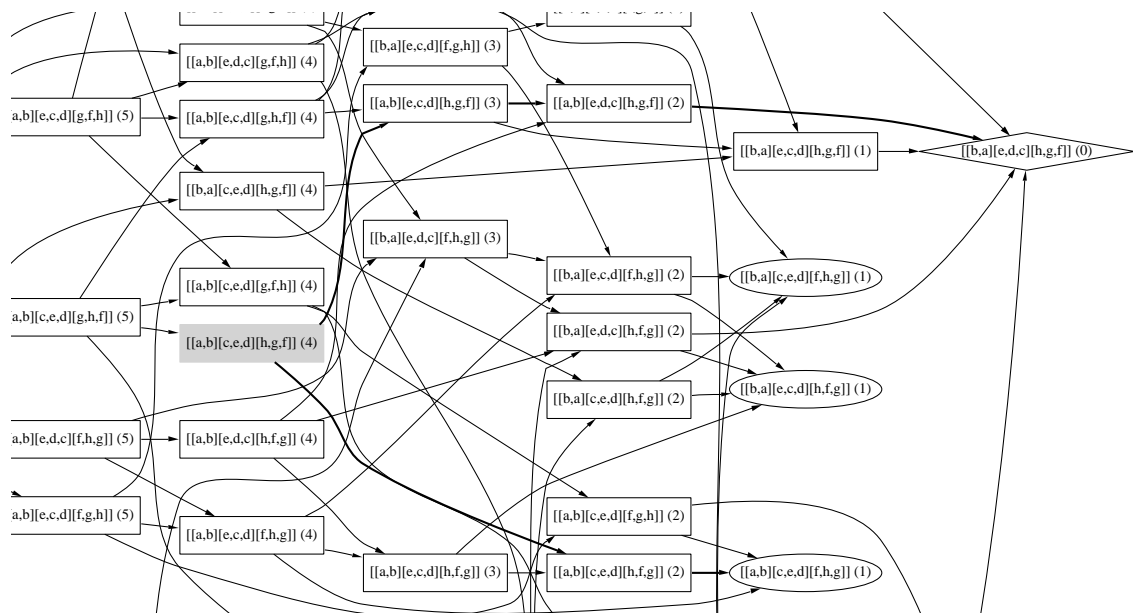 [[b,a][e,c,d][f,g,h]] (3)
[[a,b][e,d,c][g,f,h]] (4)
[[a,b][e,c,d][h,g,f]] (3)
[[a,b][e,d,c][h,g,f]] (2)
a,b][e,c,d][g,f,h]] (5)
[[a,b][e,c,d][g,h,f]] (4)
[[b,a][e,c,d][h,g,f]] (1)
[[b,a][e,d,c][h,g,f]] (0)
[[b,a][c,e,d][h,g,f]] (4)
[[b,a][e,d,c][f,h,g]] (3)
[[b,a][e,c,d][f,h,g]] (2)
[[b,a][c,e,d][f,h,g]] (1)
[[a,b][c,e,d][g,f,h]] (4)
a,b][c,e,d][g,h,f]] (5)
[[b,a][e,d,c][h,f,g]] (2)
[[a,b][c,e,d][h,g,f]] (4)
[[b,a][e,c,d][h,f,g]] (1)
[[b,a][c,e,d][h,f,g]] (2)
a,b][e,d,c][f,h,g]] (5)
[[a,b][e,d,c][h,f,g]] (4)
a,b][e,c,d][f,g,h]] (5)
[[a,b][c,e,d][f,g,h]] (2)
[[a,b][e,c,d][f,h,g]] (4)
[[a,b][e,c,d][h,f,g]] (3)
[[a,b][c,e,d][h,f,g]] (2)
[[a,b][c,e,d][f,h,g]] (1)